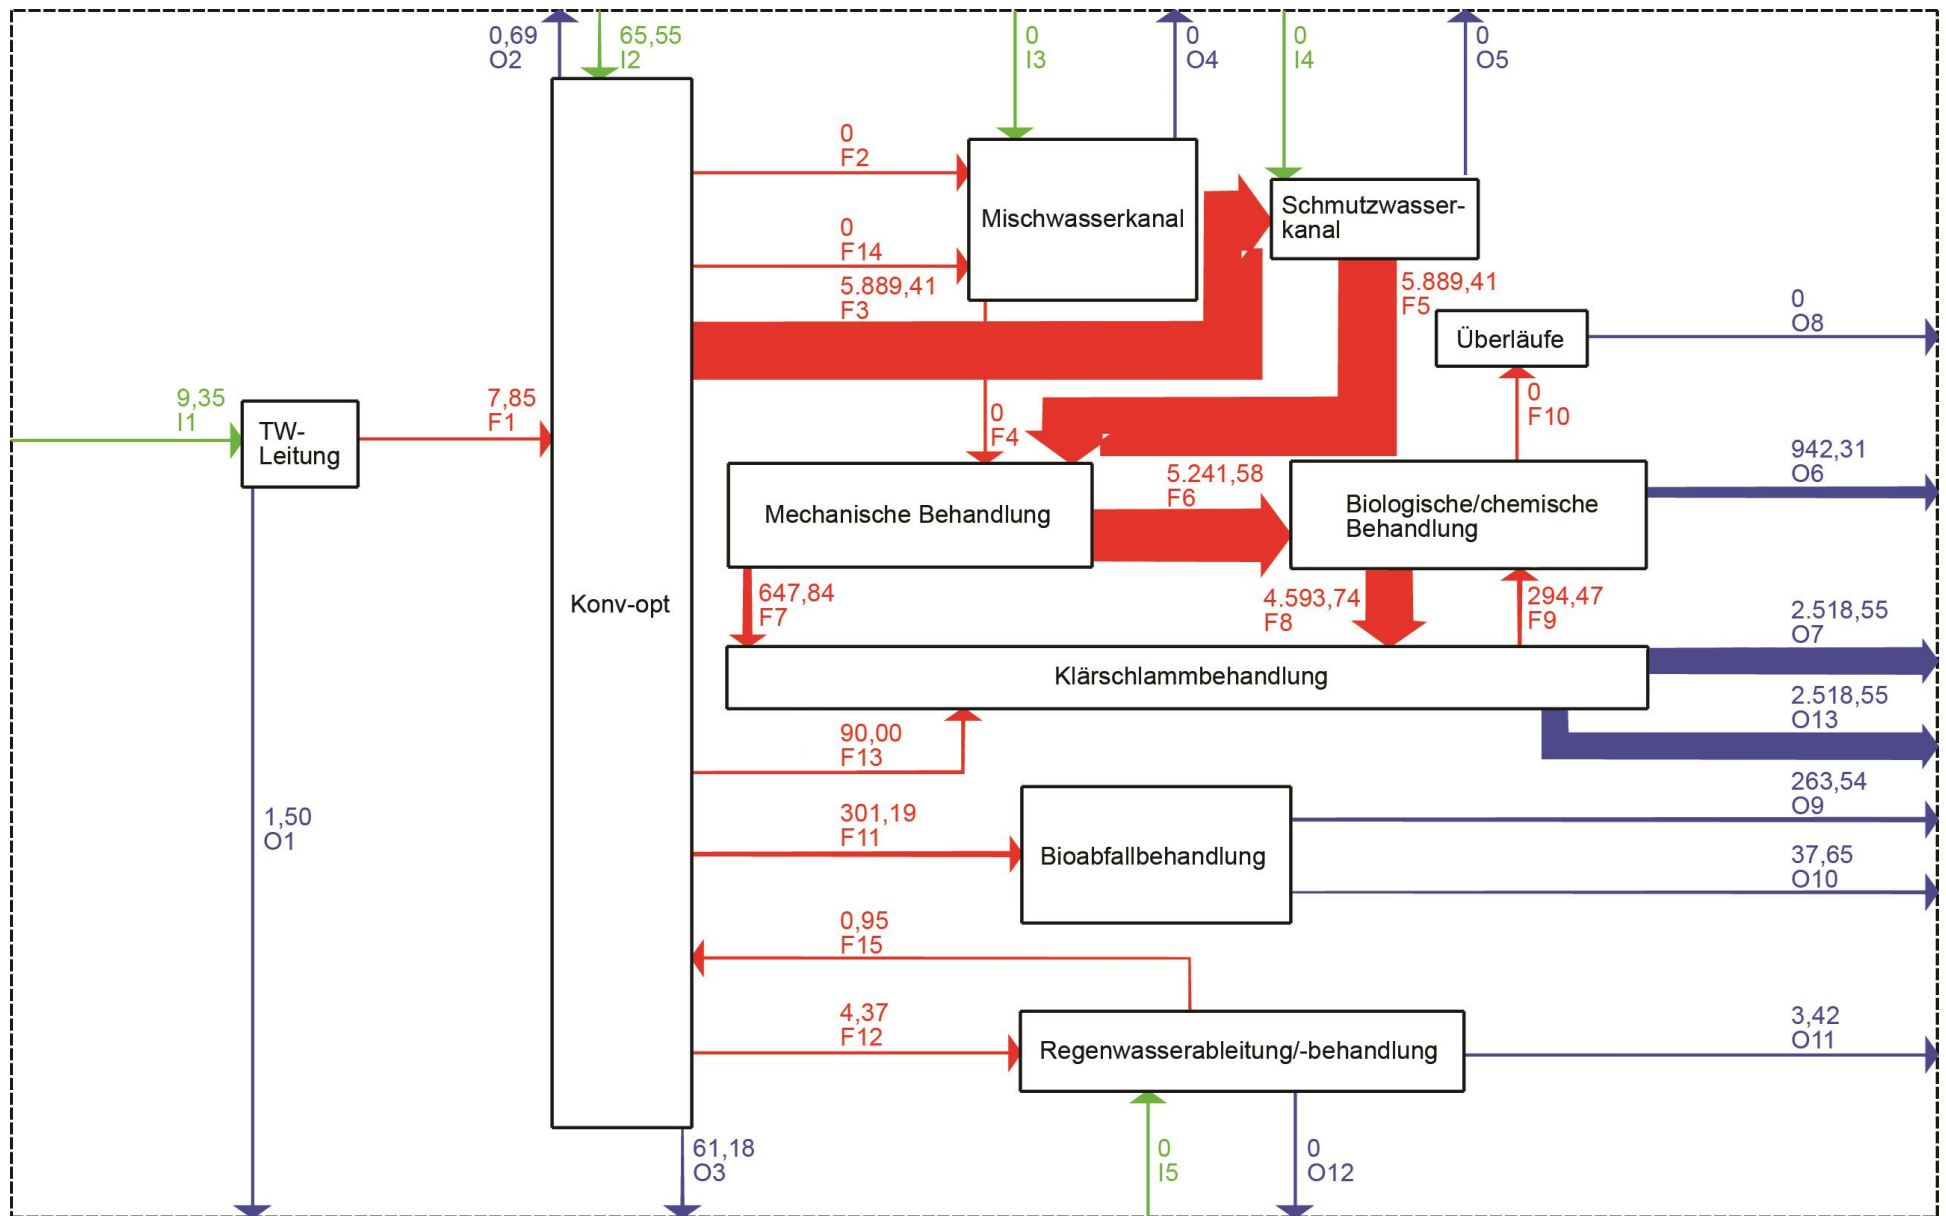 0,69
O2
65,55
I2
0
I3
0
O4
0
I4
0
O5
0
F2
Mischwasserkanal
Schmutzwasser-
kanal
0
F14
5.889,41
F3
5.889,41
F5
Überläufe
0
O8
9,35
I1
TW-
Leitung
7,85
F1
0
F4
0
F10
5.241,58
F6
Mechanische Behandlung
Biologische/chemische
Behandlung
942,31
O6
Konv-opt
647,84
F7
4.593,74
F8
294,47
F9
2.518,55
O7
Klärschlammbehandlung
2.518,55
O13
90,00
F13
263,54
O9
1,50
O1
301,19
F11
Bioabfallbehandlung
37,65
O10
0,95
F15
4,37
F12
Regenwasserableitung/-behandlung
3,42
O11
61,18
O3
0
I5
0
O12